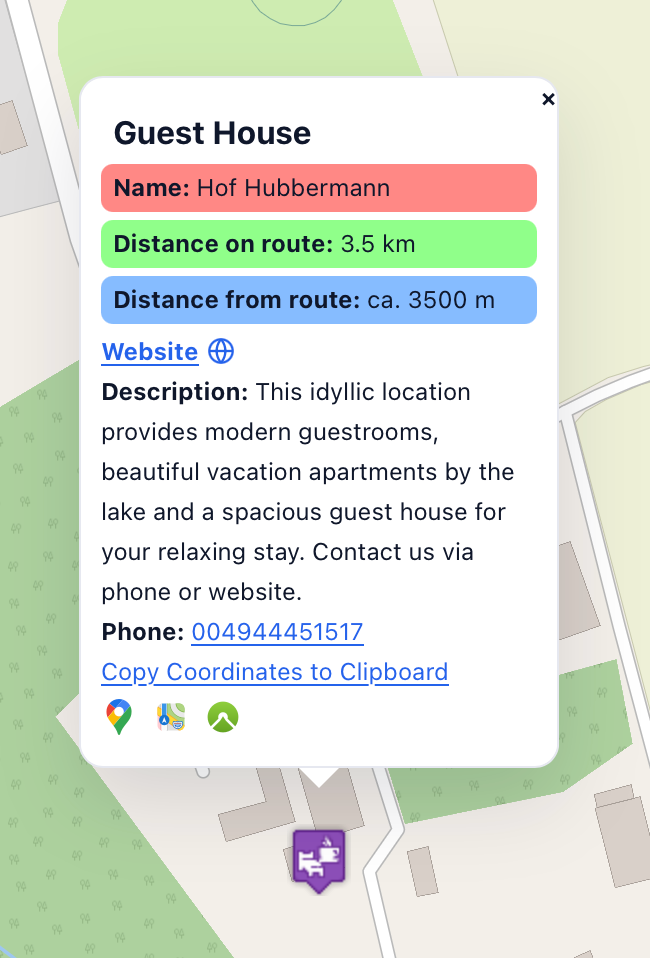 ×
Guest House
Name: Hof Hubbermann
Distance on route: 3.5 km
Distance from route: ca. 3500 m
Website
Description: This idyllic location
provides modern guestrooms,
beautiful vacation apartments by the
lake and a spacious guest house for
your relaxing stay. Contact us via
phone or website.
Phone: 004944451517
Copy Coordinates to Clipboard